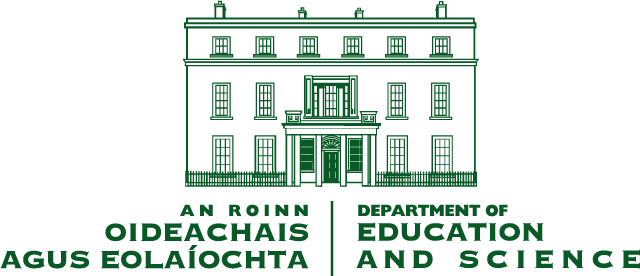 AN ROINN
OIDEACHAIS
AGUS EOLAÍOCHTA
DEPARTMENT OF
EDUCATION
AND SCIENCE